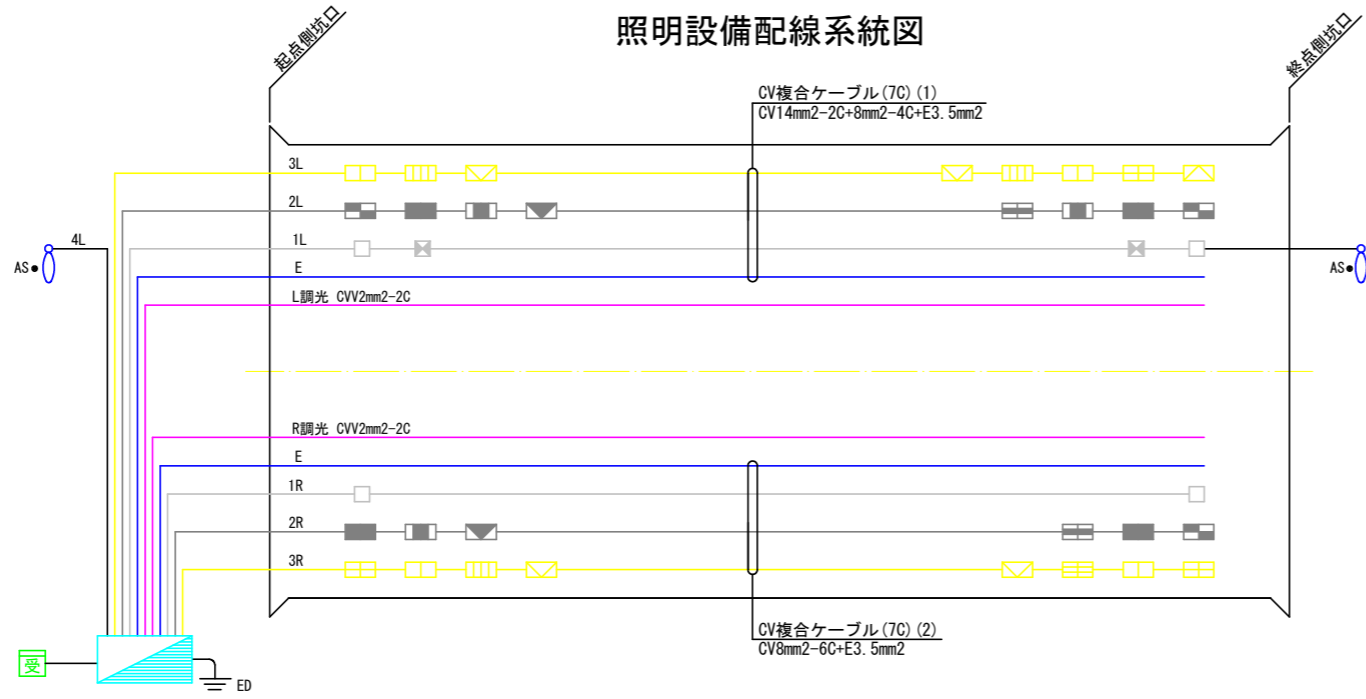 照明設備配線系統図
起点側坑口
終点側坑口
CV複合ケーブル(7C)(1)
CV14mm2-2C+8mm2-4C+E3.5mm2
3L
2L
1L
4L
AS
AS
E
L調光 CVV2mm2-2C
R調光 CVV2mm2-2C
E
1R
2R
3R
CV複合ケーブル(7C)(2)
CV8mm2-6C+E3.5mm2
受
ED